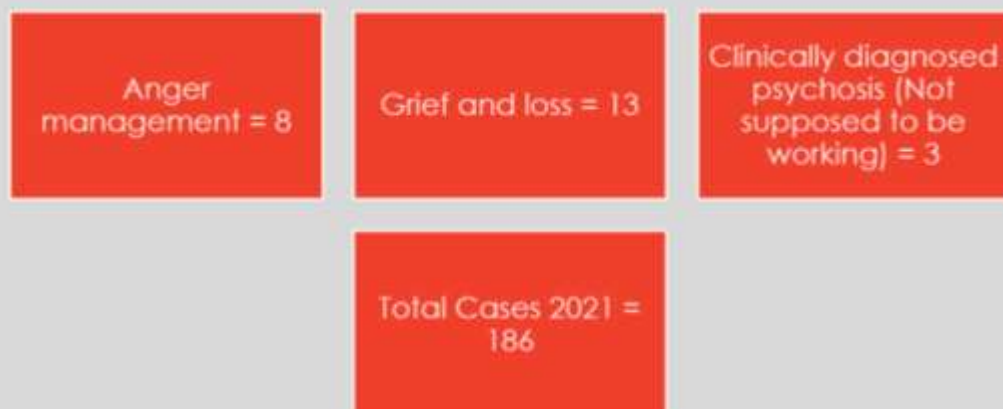 Anger
management = 8
Grief and loss = 13
Clinically diagnosed
psychosis (Not
supposed to be
working) = 3
Total Cases 2021 =
186